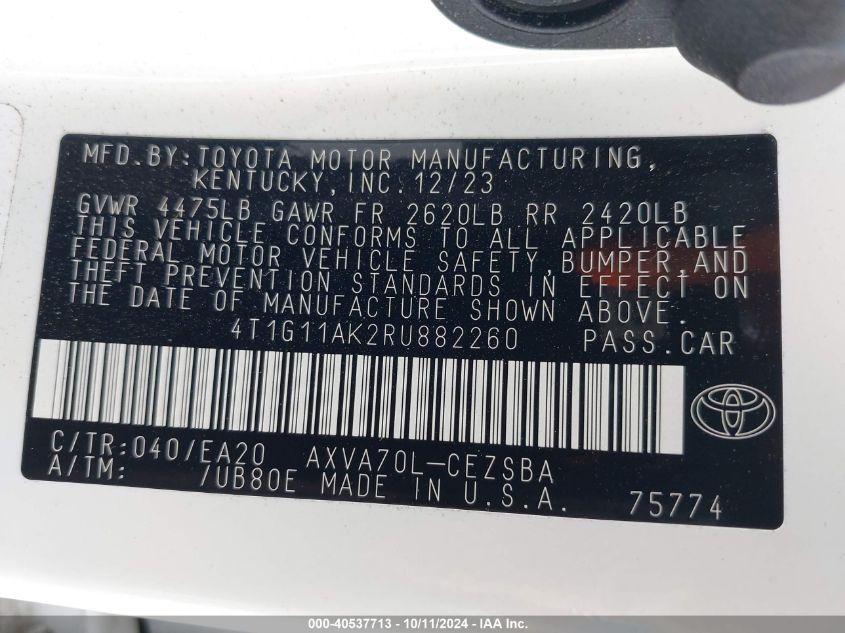 MFD.BY:TOYOTA MOTOR MANUFACTURING,
KENTUCKY,INC.12/23
GVWR 4475LB GAWR FR 2620LB RR 2420LB
THIS VEHICLE CONFORMS TO ALL APPLICABLE
FEDERAL MOTOR VEHICLE SAFETY,BUMPER,AND
THEFT PREVENTION STANDARDS IN EFFECT ON
THE DATE OF MANUFACTURE SHOWN ABOVE.
4T1G11AK2RU882260 PASS.CAR
C/TR:040/EA20 AXVA70L-CEZSBA
A/TM: /UB80E MADE IN U.S.A. 75774
000-40537713 - 10/11/2024 - IAA Inc.